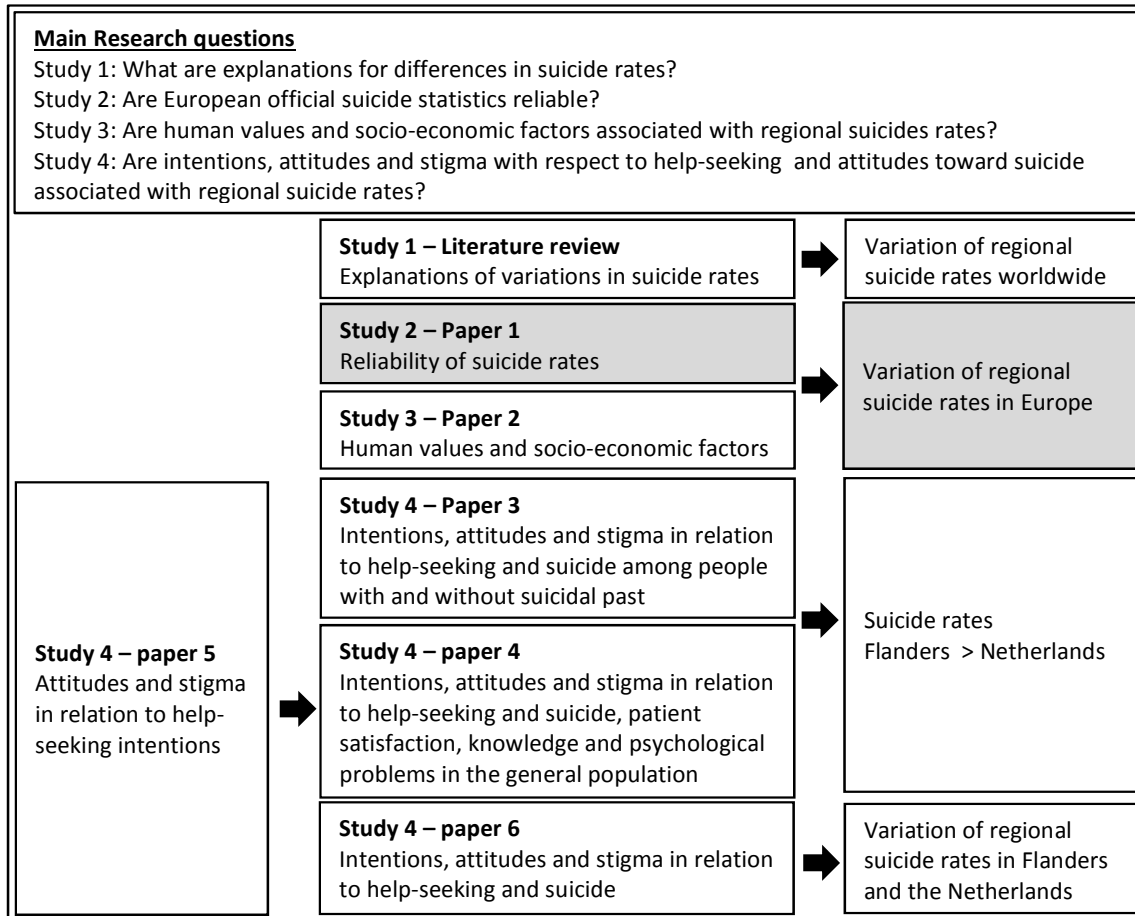 Main Research questions
Study 1: What are explanations for differences in suicide rates?
Study 2: Are European official suicide statistics reliable?
Study 3: Are human values and socio-economic factors associated with regional suicides rates?
Study 4: Are intentions, attitudes and stigma with respect to help-seeking and attitudes toward suicide
associated with regional suicide rates?
Study 1 – Literature review
Explanations of variations in suicide rates
Variation of regional
suicide rates worldwide
Study 2 – Paper 1
Reliability of suicide rates
Variation of regional
suicide rates in Europe
Study 3 – Paper 2
Human values and socio-economic factors
Study 4 – paper 5
Attitudes and stigma
in relation to help-
seeking intentions
Study 4 – Paper 3
Intentions, attitudes and stigma in relation
to help-seeking and suicide among people
with and without suicidal past
Suicide rates
Flanders > Netherlands
Study 4 – paper 4
Intentions, attitudes and stigma in relation
to help-seeking and suicide, patient
satisfaction, knowledge and psychological
problems in the general population
Study 4 – paper 6
Intentions, attitudes and stigma in relation
to help-seeking and suicide
Variation of regional
suicide rates in Flanders
and the Netherlands